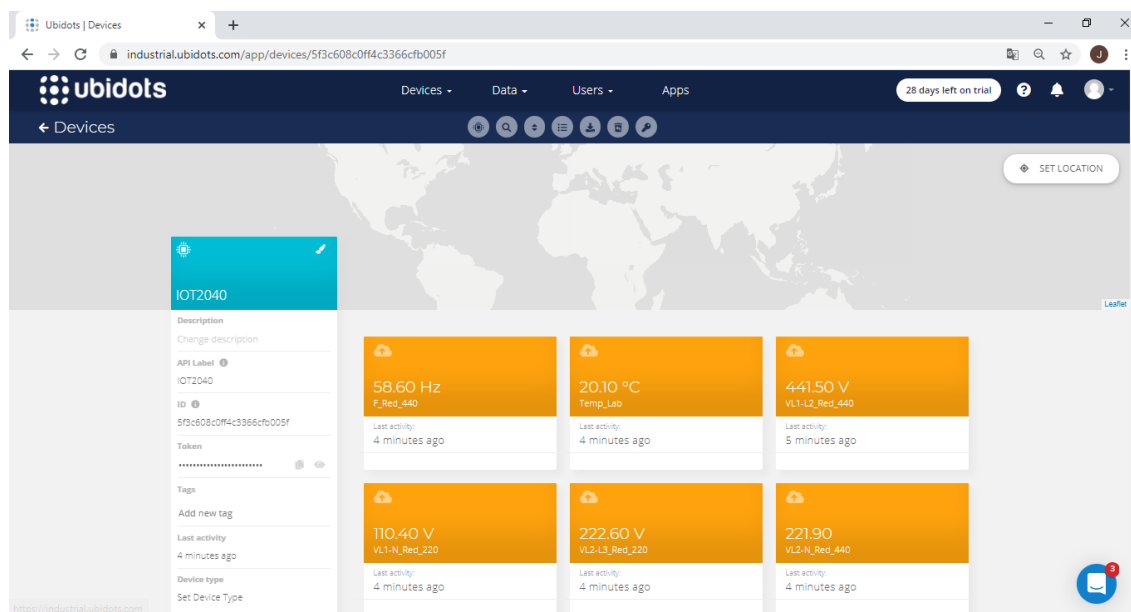 Ubidots | Devices
industrial.ubidots.com/app/devices/5f3c608c0ff4c3366cfb005f
J
ubidots
Devices
Data
Users
Apps
28 days left on trial
Devices
SET LOCATION
Leaflet
IOT2040
Description
Change description
API Label
IOT2040
ID
5f3c608c0ff4c3366cfb005f
Token
Tags
Add new tag
Last activity
4 minutes ago
Device type
Set Device Type
58.60 Hz
F_Red_440
Last activity:
4 minutes ago
20.10 °C
Temp_Lab
Last activity:
4 minutes ago
441.50 V
VL1-L2_Red_440
Last activity:
5 minutes ago
110.40 V
VL1-N_Red_220
Last activity:
4 minutes ago
222.60 V
VL2-L3_Red_220
Last activity:
4 minutes ago
221.90
VL2-N_Red_440
Last activity:
4 minutes ago
3
https://industrial.ubidots.com